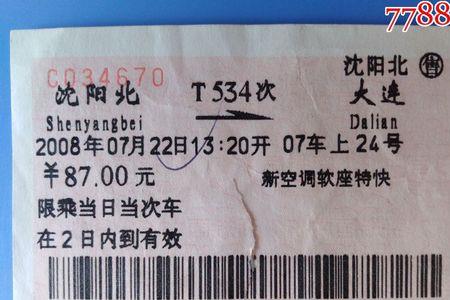 7788
沈阳北 售
C034670
沈阳北 T534次 大连
Shenyangbei Dalian
2008年07月22日13:20开 07车上24号
¥87.00元 新空调软座特快
限乘当日当次车
在2日内到有效